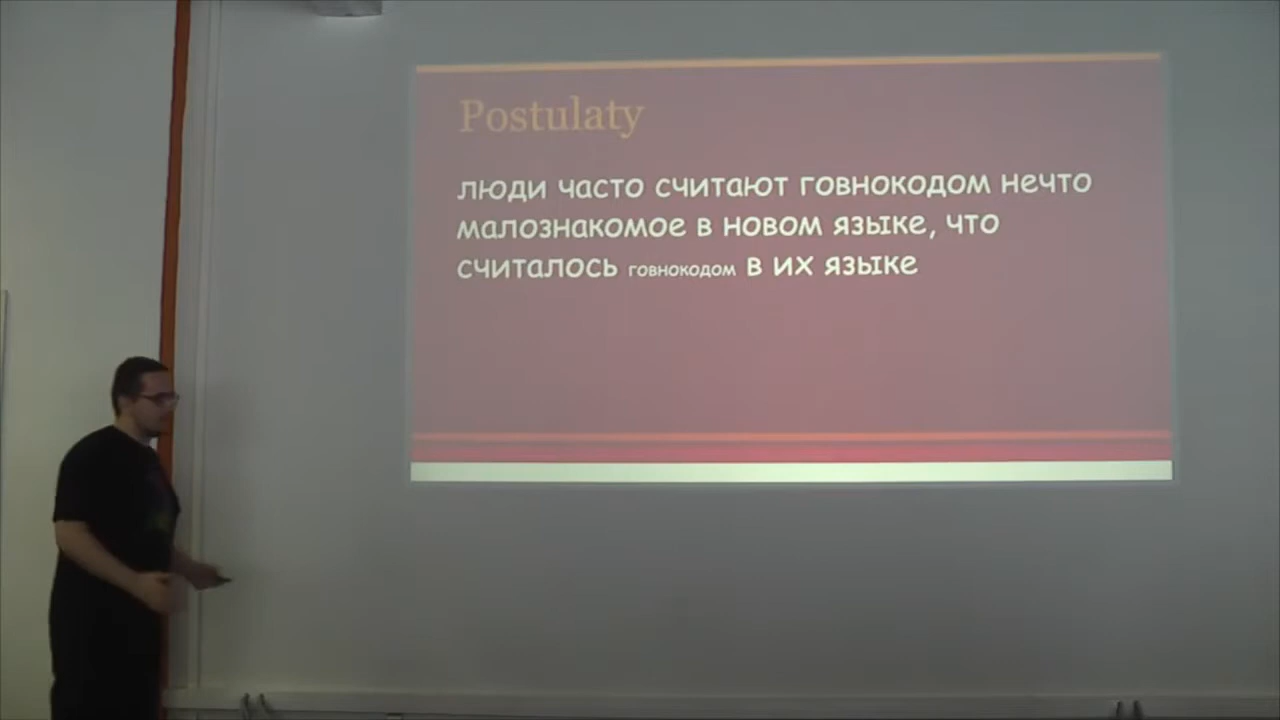 Postulaty
люди часто считают говнокодом нечто
малознакомое в новом языке, что
считалось говнокодом в их языке